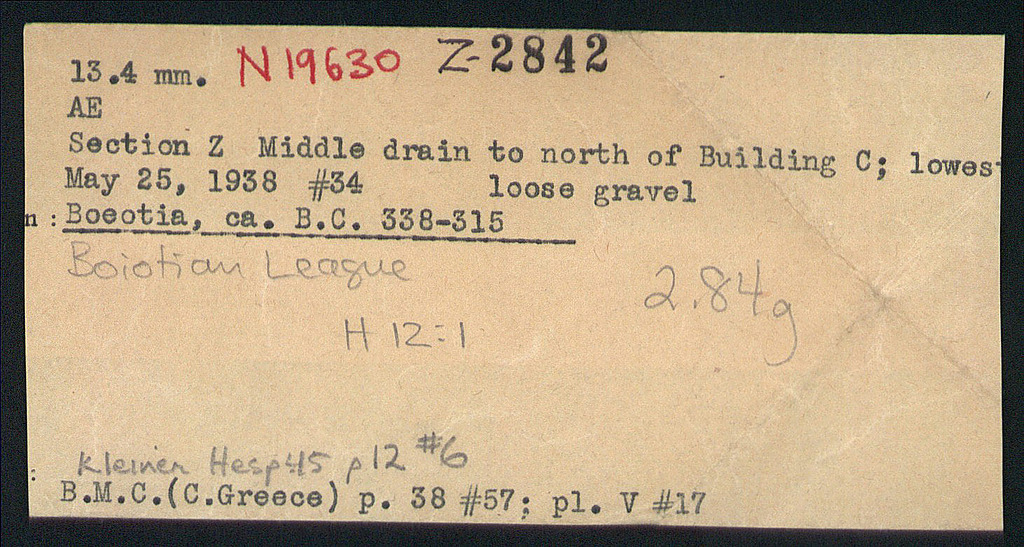 13.4 mm. N19630 Z-2842
AE
Section Z Middle drain to north of Building C; lowest
May 25, 1938 #34 loose gravel
n: Boeotia, ca. B.C. 338-315
Boiotian League
2.84g
H 12:1
Kleiner Hesp 45 p12 #6
: B.M.C.(C.Greece) p. 38 #57; pl. V #17